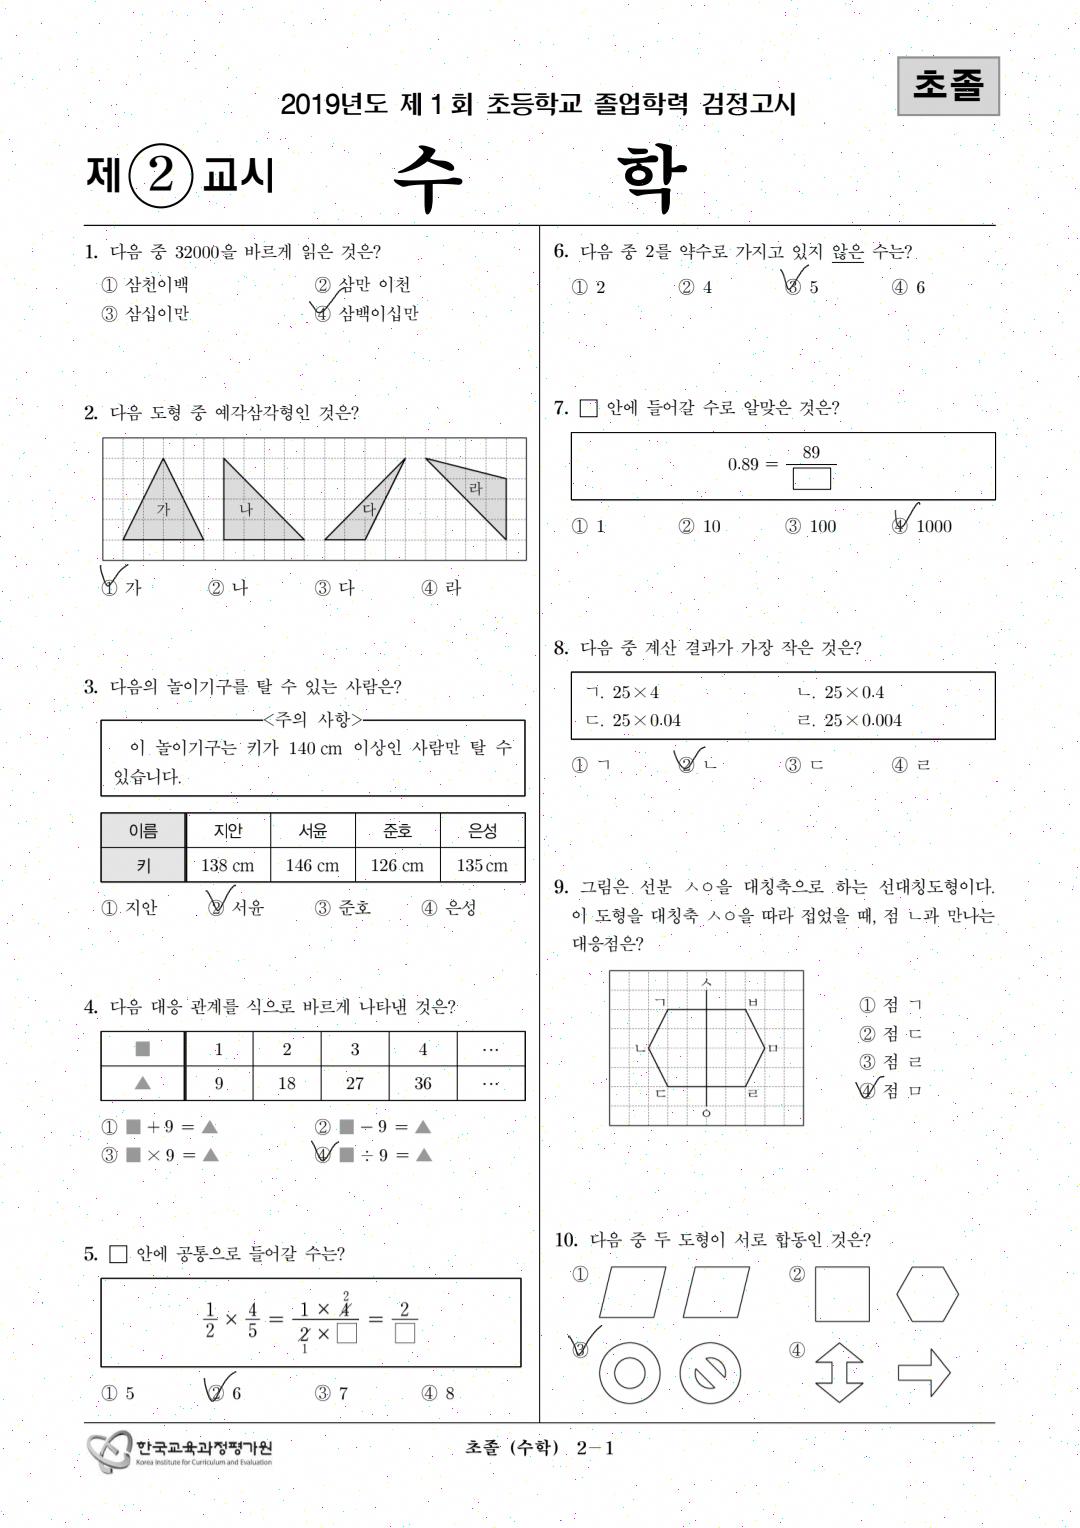 초졸
2019년도 제 1 회 초등학교 졸업학력 검정고시
제 ② 교시 수 학
1. 다음 중 32000을 바르게 읽은 것은?
① 삼천이백 ② 삼만 이천
③ 삼십이만 ④ 삼백이십만
2. 다음 도형 중 예각삼각형인 것은?
가 나 다 라
① 가 ② 나 ③ 다 ④ 라
3. 다음의 놀이기구를 탈 수 있는 사람은?
<주의 사항>
이 놀이기구는 키가 140 cm 이상인 사람만 탈 수
있습니다.
이름 지안 서윤 준호 은성
키 138 cm 146 cm 126 cm 135 cm
① 지안 ② 서윤 ③ 준호 ④ 은성
4. 다음 대응 관계를 식으로 바르게 나타낸 것은?
■ 1 2 3 4 …
▲ 9 18 27 36 …
① ■ + 9 = ▲ ② ■ − 9 = ▲
③ ■ × 9 = ▲ ④ ■ ÷ 9 = ▲
5. □ 안에 공통으로 들어갈 수는?
1/2 × 4/5 = (1 × 4 2)/(2 1 × □) = 2/□
① 5 ② 6 ③ 7 ④ 8
6. 다음 중 2를 약수로 가지고 있지 않은 수는?
① 2 ② 4 ③ 5 ④ 6
7. □ 안에 들어갈 수로 알맞은 것은?
0.89 = 89/□
① 1 ② 10 ③ 100 ④ 1000
8. 다음 중 계산 결과가 가장 작은 것은?
ㄱ. 25×4 ㄴ. 25×0.4
ㄷ. 25×0.04 ㄹ. 25×0.004
① ㄱ ② ㄴ ③ ㄷ ④ ㄹ
9. 그림은 선분 ㅅㅇ을 대칭축으로 하는 선대칭도형이다.
이 도형을 대칭축 ㅅㅇ을 따라 접었을 때, 점 ㄴ과 만나는
대응점은?
ㅅ
ㄱ ㅂ
ㄴ ㅁ
ㄷ ㄹ
ㅇ
① 점 ㄱ
② 점 ㄷ
③ 점 ㄹ
④ 점 ㅁ
10. 다음 중 두 도형이 서로 합동인 것은?
① ②
③ ④
한국교육과정평가원
Korea Institute for Curriculum and Evaluation
초졸 (수학) 2－1